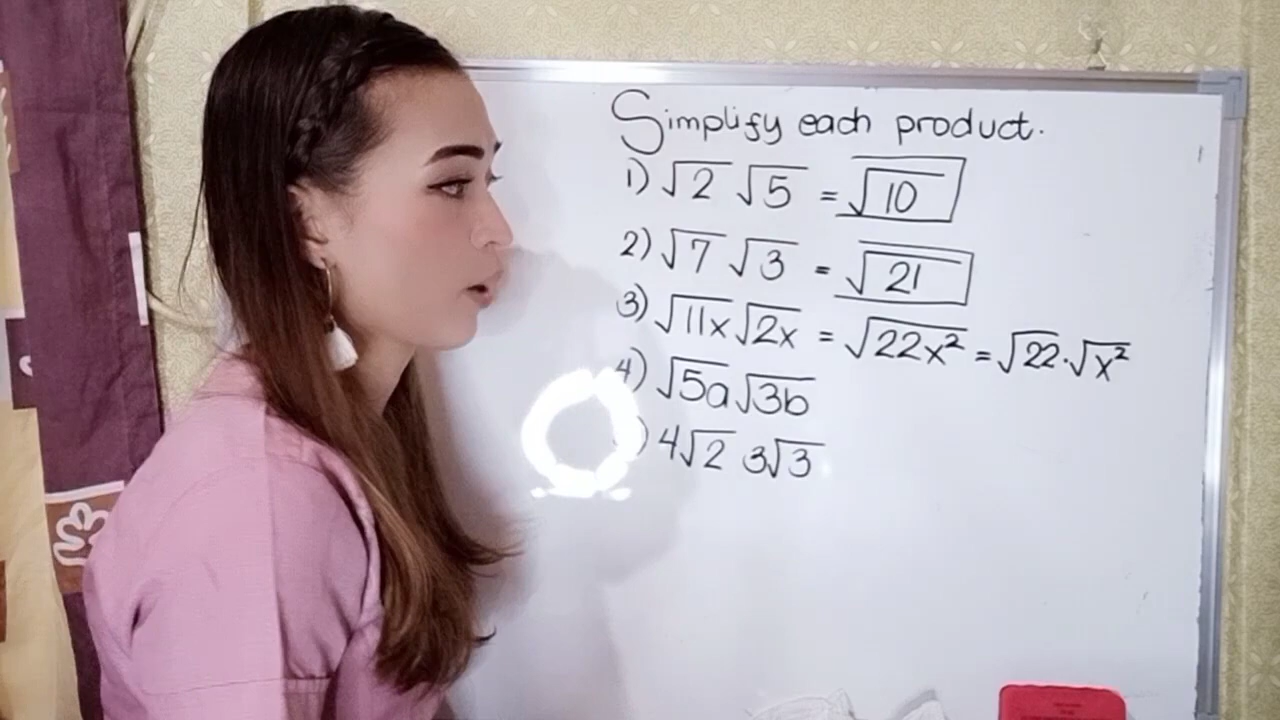 Simplify each product.
1) √2 √5 = √10
2) √7 √3 = √21
3) √11x √2x = √22x² = √22 · √x²
4) √5a √3b
) 4√2 3√3